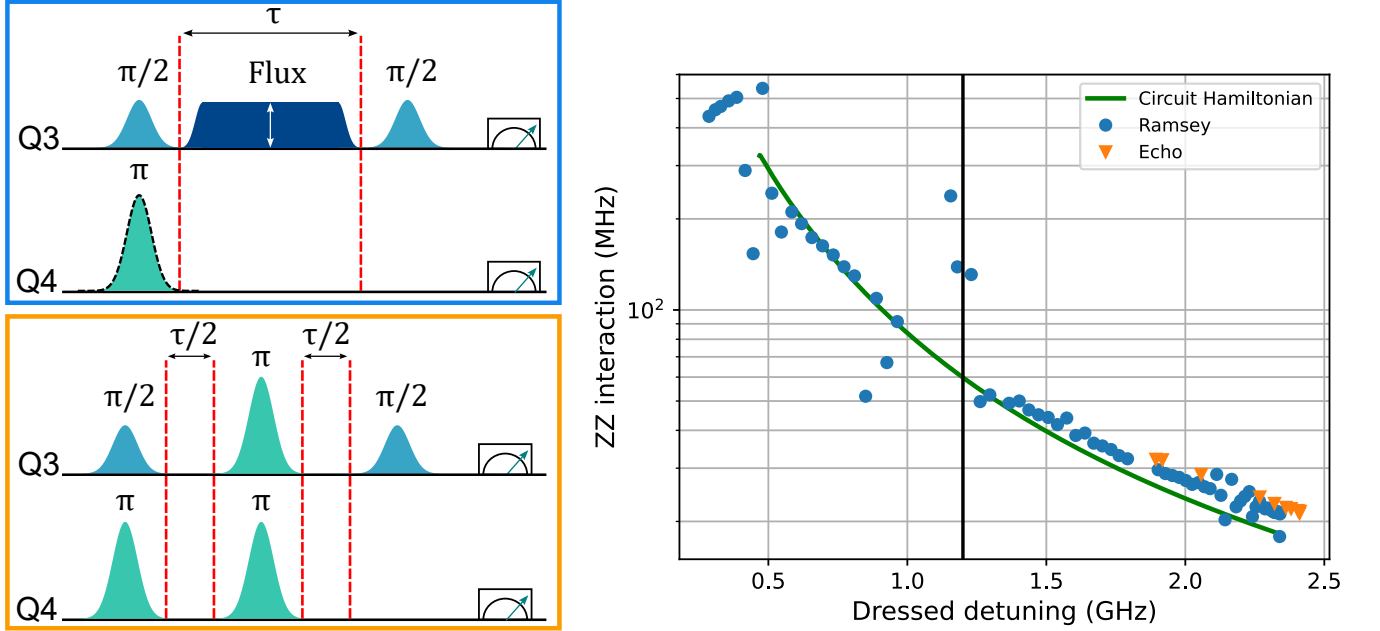 τ
π/2
Flux
π/2
Q3
π
Q4
τ/2
τ/2
π
π/2
π/2
Q3
π
π
Q4
Circuit Hamiltonian
Ramsey
Echo
ZZ interaction (MHz)
10²
0.5 1.0 1.5 2.0 2.5
Dressed detuning (GHz)